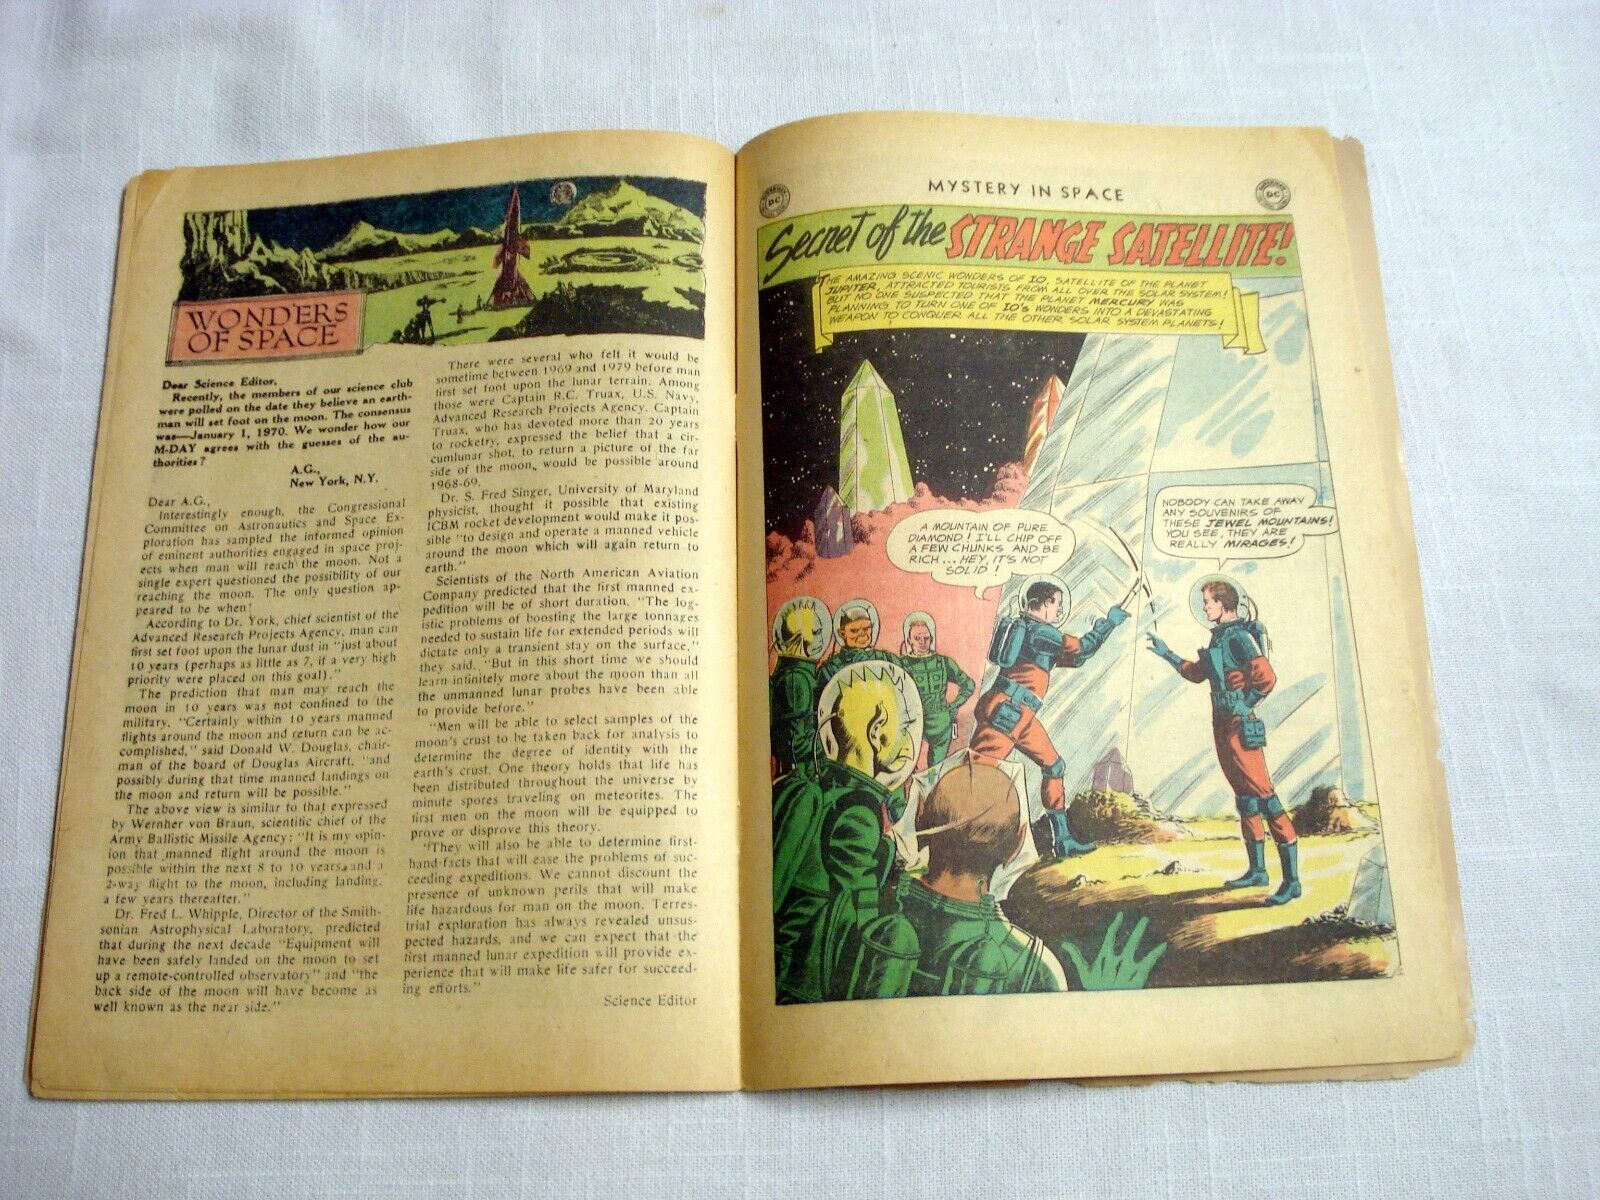 WONDERS
OF SPACE
Dear Science Editor,
Recently, the members of our science club
were polled on the date they believe an earth-
man will set foot on the moon. The consensus
was—January 1, 1970. We wonder how our
M-DAY agrees with the guesses of the au-
thorities?
A.G.,
New York, N.Y.
Dear A.G.,
Interestingly enough, the Congressional
Committee on Astronautics and Space Ex-
ploration has sampled the informed opinion
of eminent authorities engaged in space proj-
ects when man will reach the moon. Not a
single expert questioned the possibility of our
reaching the moon. The only question ap-
peared to be when!
According to Dr. York, chief scientist of the
Advanced Research Projects Agency, man can
first set foot upon the lunar dust in "just about
10 years (perhaps as little as 7, if a very high
priority were placed on this goal)."
The prediction that man may reach the
moon in 10 years was not confined to the
military. "Certainly within 10 years manned
flights around the moon and return can be ac-
complished," said Donald W. Douglas, chair-
man of the board of Douglas Aircraft, "and
possibly during that time manned landings on
the moon and return will be possible."
The above view is similar to that expressed
by Wernher von Braun, scientific chief of the
Army Ballistic Missile Agency: "It is my opin-
ion that manned flight around the moon is
possible within the next 8 to 10 years, and a
2-way flight to the moon, including landing,
a few years thereafter."
Dr. Fred L. Whipple, Director of the Smith-
sonian Astrophysical Laboratory, predicted
that during the next decade "Equipment will
have been safely landed on the moon to set
up a remote-controlled observatory" and "the
back side of the moon will have become as
well known as the near side."
There were several who felt it would be
sometime between 1969 and 1979 before man
first set foot upon the lunar terrain. Among
those were Captain R.C. Truax, U.S. Navy,
Advanced Research Projects Agency. Captain
Truax, who has devoted more than 20 years
to rocketry, expressed the belief that a cir-
cumlunar shot, to return a picture of the far
side of the moon, would be possible around
1968-69.
Dr. S. Fred Singer, University of Maryland
physicist, thought it possible that existing
ICBM rocket development would make it pos-
sible "to design and operate a manned vehicle
around the moon which will again return to
earth."
Scientists of the North American Aviation
Company predicted that the first manned ex-
pedition will be of short duration. "The log-
istic problems of boosting the large tonnages
needed to sustain life for extended periods will
dictate only a transient stay on the surface,"
they said. "But in this short time we should
learn infinitely more about the moon than all
the unmanned lunar probes have been able
to provide before."
"Men will be able to select samples of the
moon's crust to be taken back for analysis to
determine the degree of identity with the
earth's crust. One theory holds that life has
been distributed throughout the universe by
minute spores traveling on meteorites. The
first men on the moon will be equipped to
prove or disprove this theory.
"They will also be able to determine first-
hand facts that will ease the problems of suc-
ceeding expeditions. We cannot discount the
presence of unknown perils that will make
life hazardous for man on the moon. Terres-
trial exploration has always revealed unsus-
pected hazards, and we can expect that the
first manned lunar expedition will provide ex-
perience that will make life safer for succeed-
ing efforts."
Science Editor
MYSTERY IN SPACE
SUPERMAN
DC
SUPERMAN
DC
Secret of the STRANGE SATELLITE!
THE AMAZING SCENIC WONDERS OF IO, SATELLITE OF THE PLANET
JUPITER, ATTRACTED TOURISTS FROM ALL OVER THE SOLAR SYSTEM!
BUT NO ONE SUSPECTED THAT THE PLANET MERCURY WAS
PLANNING TO TURN ONE OF IO'S WONDERS INTO A DEVASTATING
WEAPON TO CONQUER ALL THE OTHER SOLAR SYSTEM PLANETS!
A MOUNTAIN OF PURE
DIAMOND! I'LL CHIP OFF
A FEW CHUNKS AND BE
RICH... HEY, IT'S NOT
SOLID!
NOBODY CAN TAKE AWAY
ANY SOUVENIRS OF
THESE JEWEL MOUNTAINS!
YOU SEE, THEY ARE
REALLY MIRAGES!